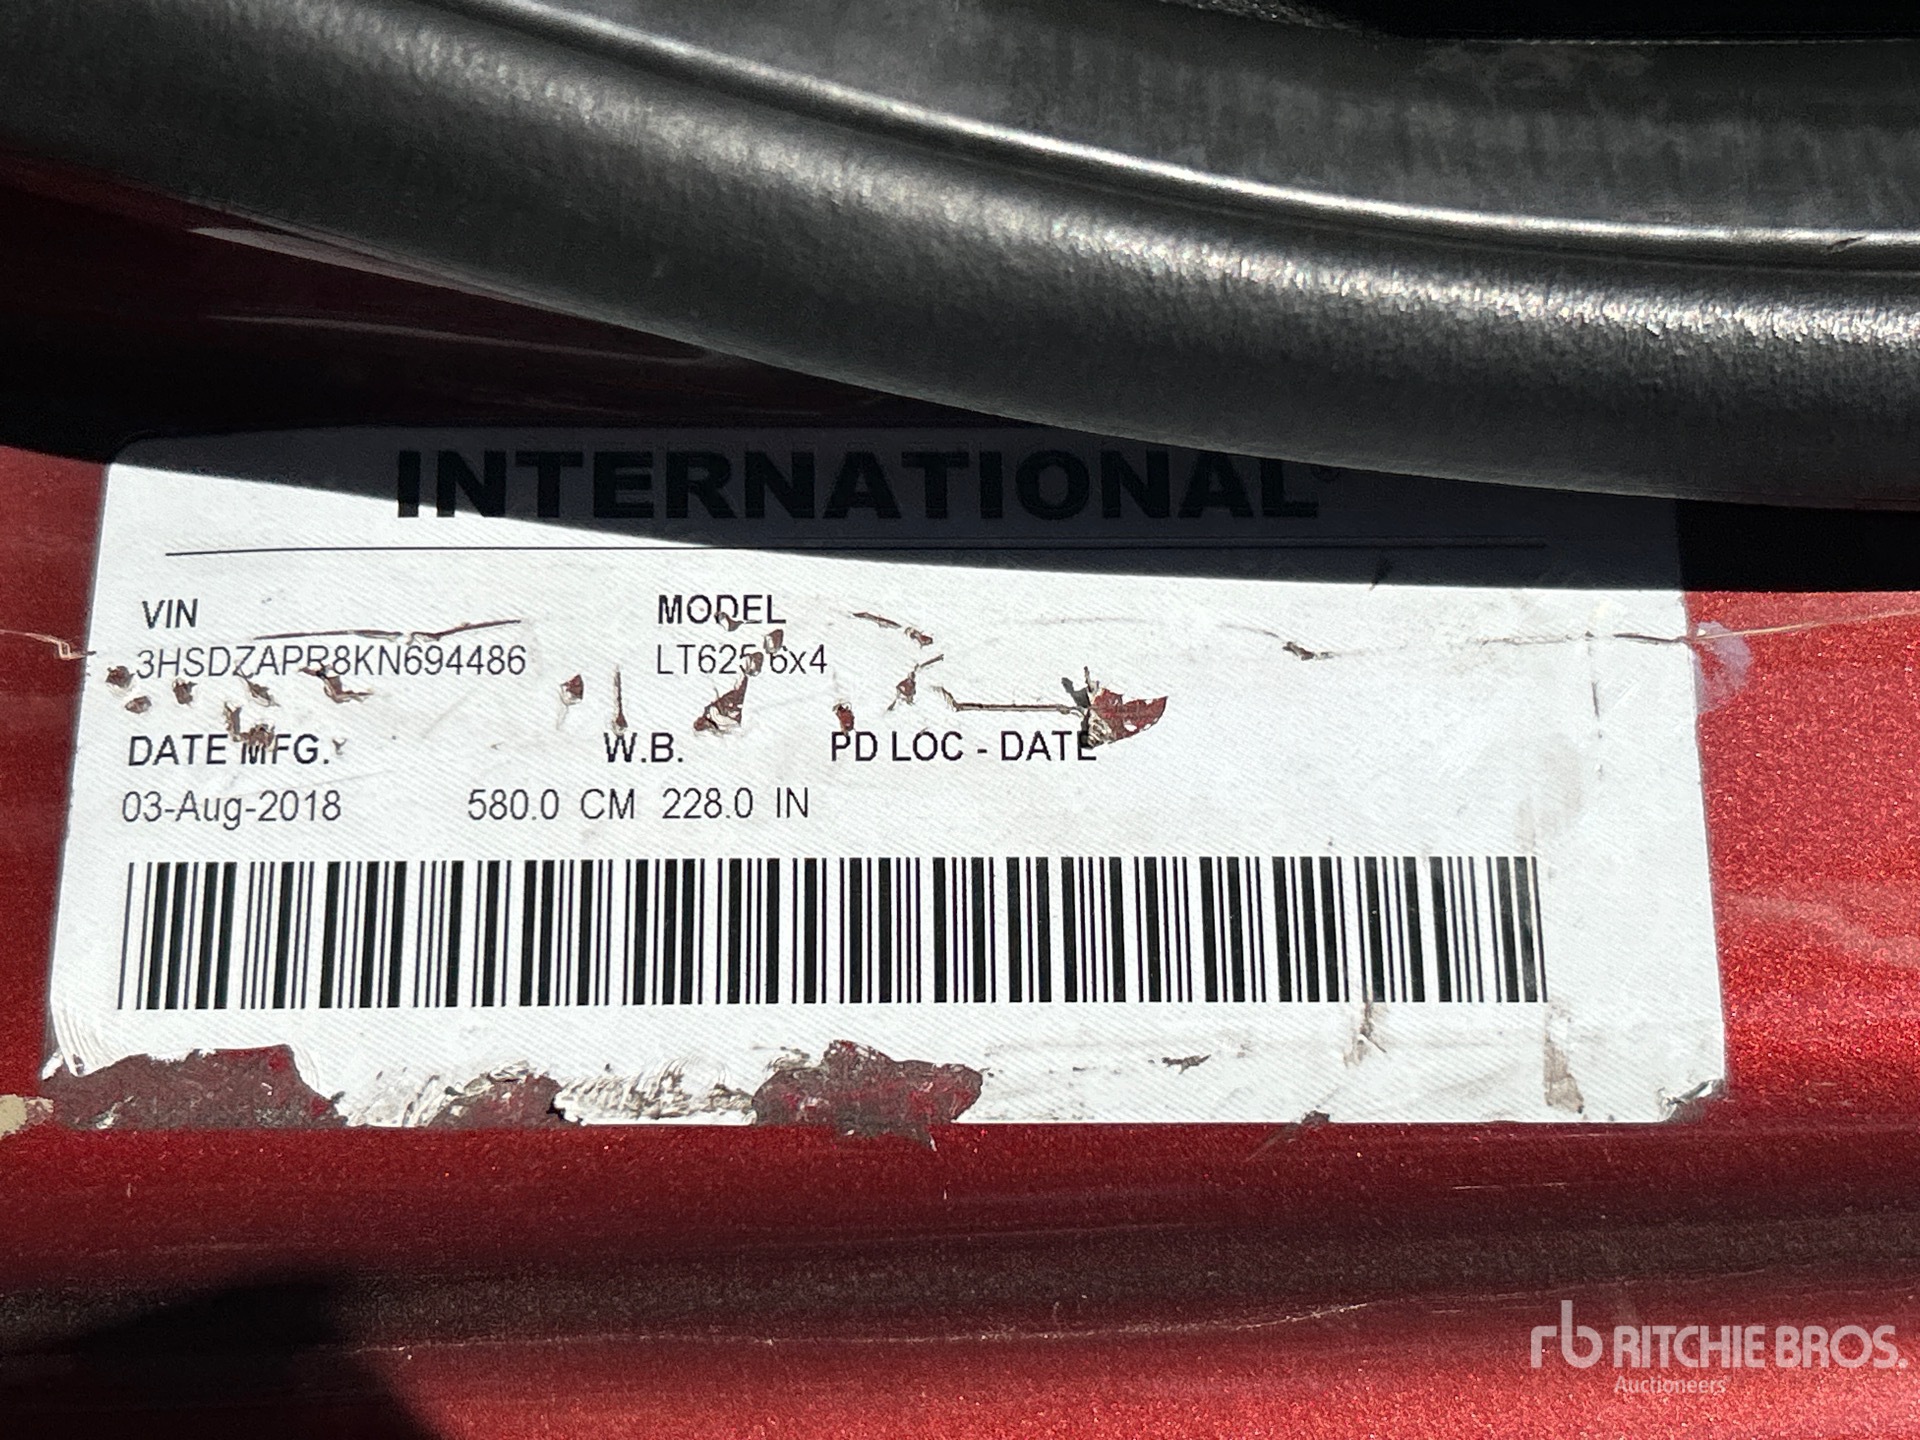 INTERNATIONAL®
VIN MODEL
3HSDZAPR8KN694486 LT625 6x4
DATE MFG. W.B. PD LOC - DATE
03-Aug-2018 580.0 CM 228.0 IN
rb RITCHIE BROS.
Auctioneers